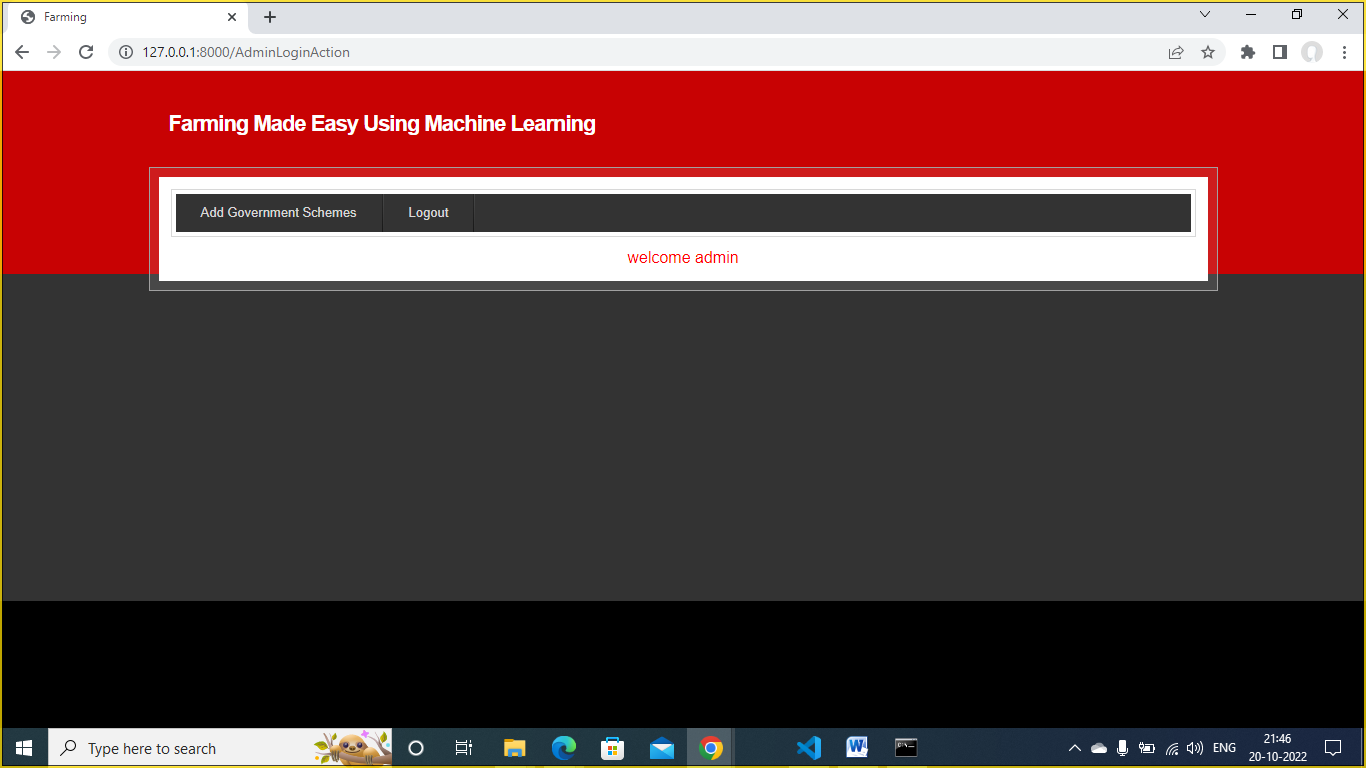 Farming
127.0.0.1:8000/AdminLoginAction
Farming Made Easy Using Machine Learning
Add Government Schemes Logout
welcome admin
Type here to search
ENG
21:46
20-10-2022